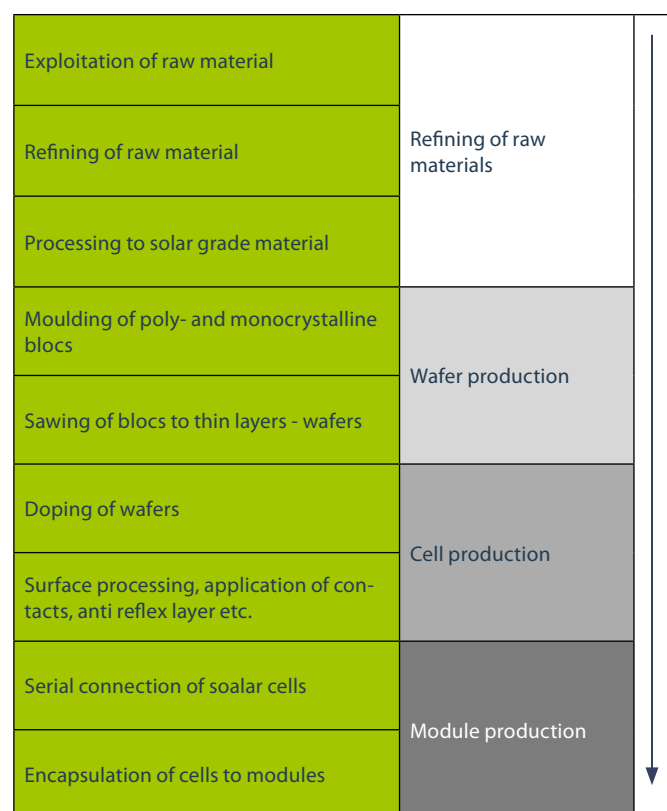 Exploitation of raw material
Refining of raw material
Refining of raw
materials
Processing to solar grade material
Moulding of poly- and monocrystalline
blocs
Wafer production
Sawing of blocs to thin layers - wafers
Doping of wafers
Cell production
Surface processing, application of con-
tacts, anti reflex layer etc.
Serial connection of soalar cells
Module production
Encapsulation of cells to modules